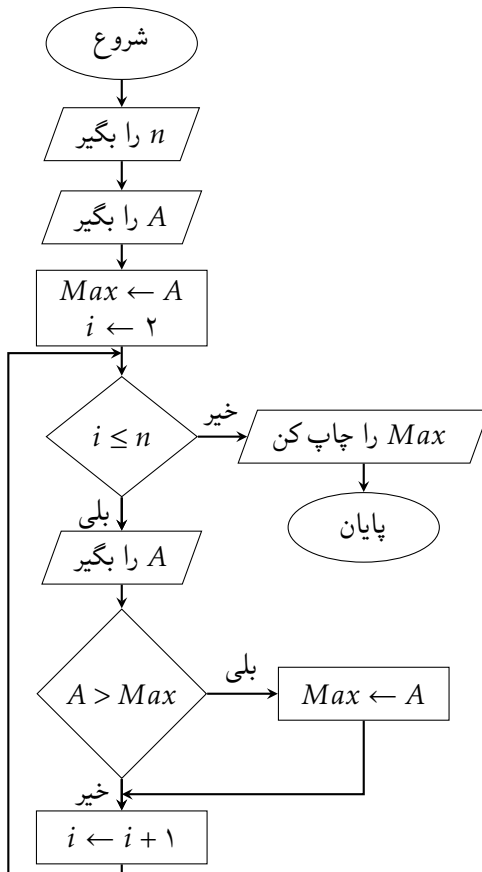 شروع
n را بگیر
A را بگیر
Max ← A
i ← ۲
i ≤ n
خیر
Max را چاپ کن
پایان
بلی
A را بگیر
A > Max
بلی
Max ← A
خیر
i ← i + ۱